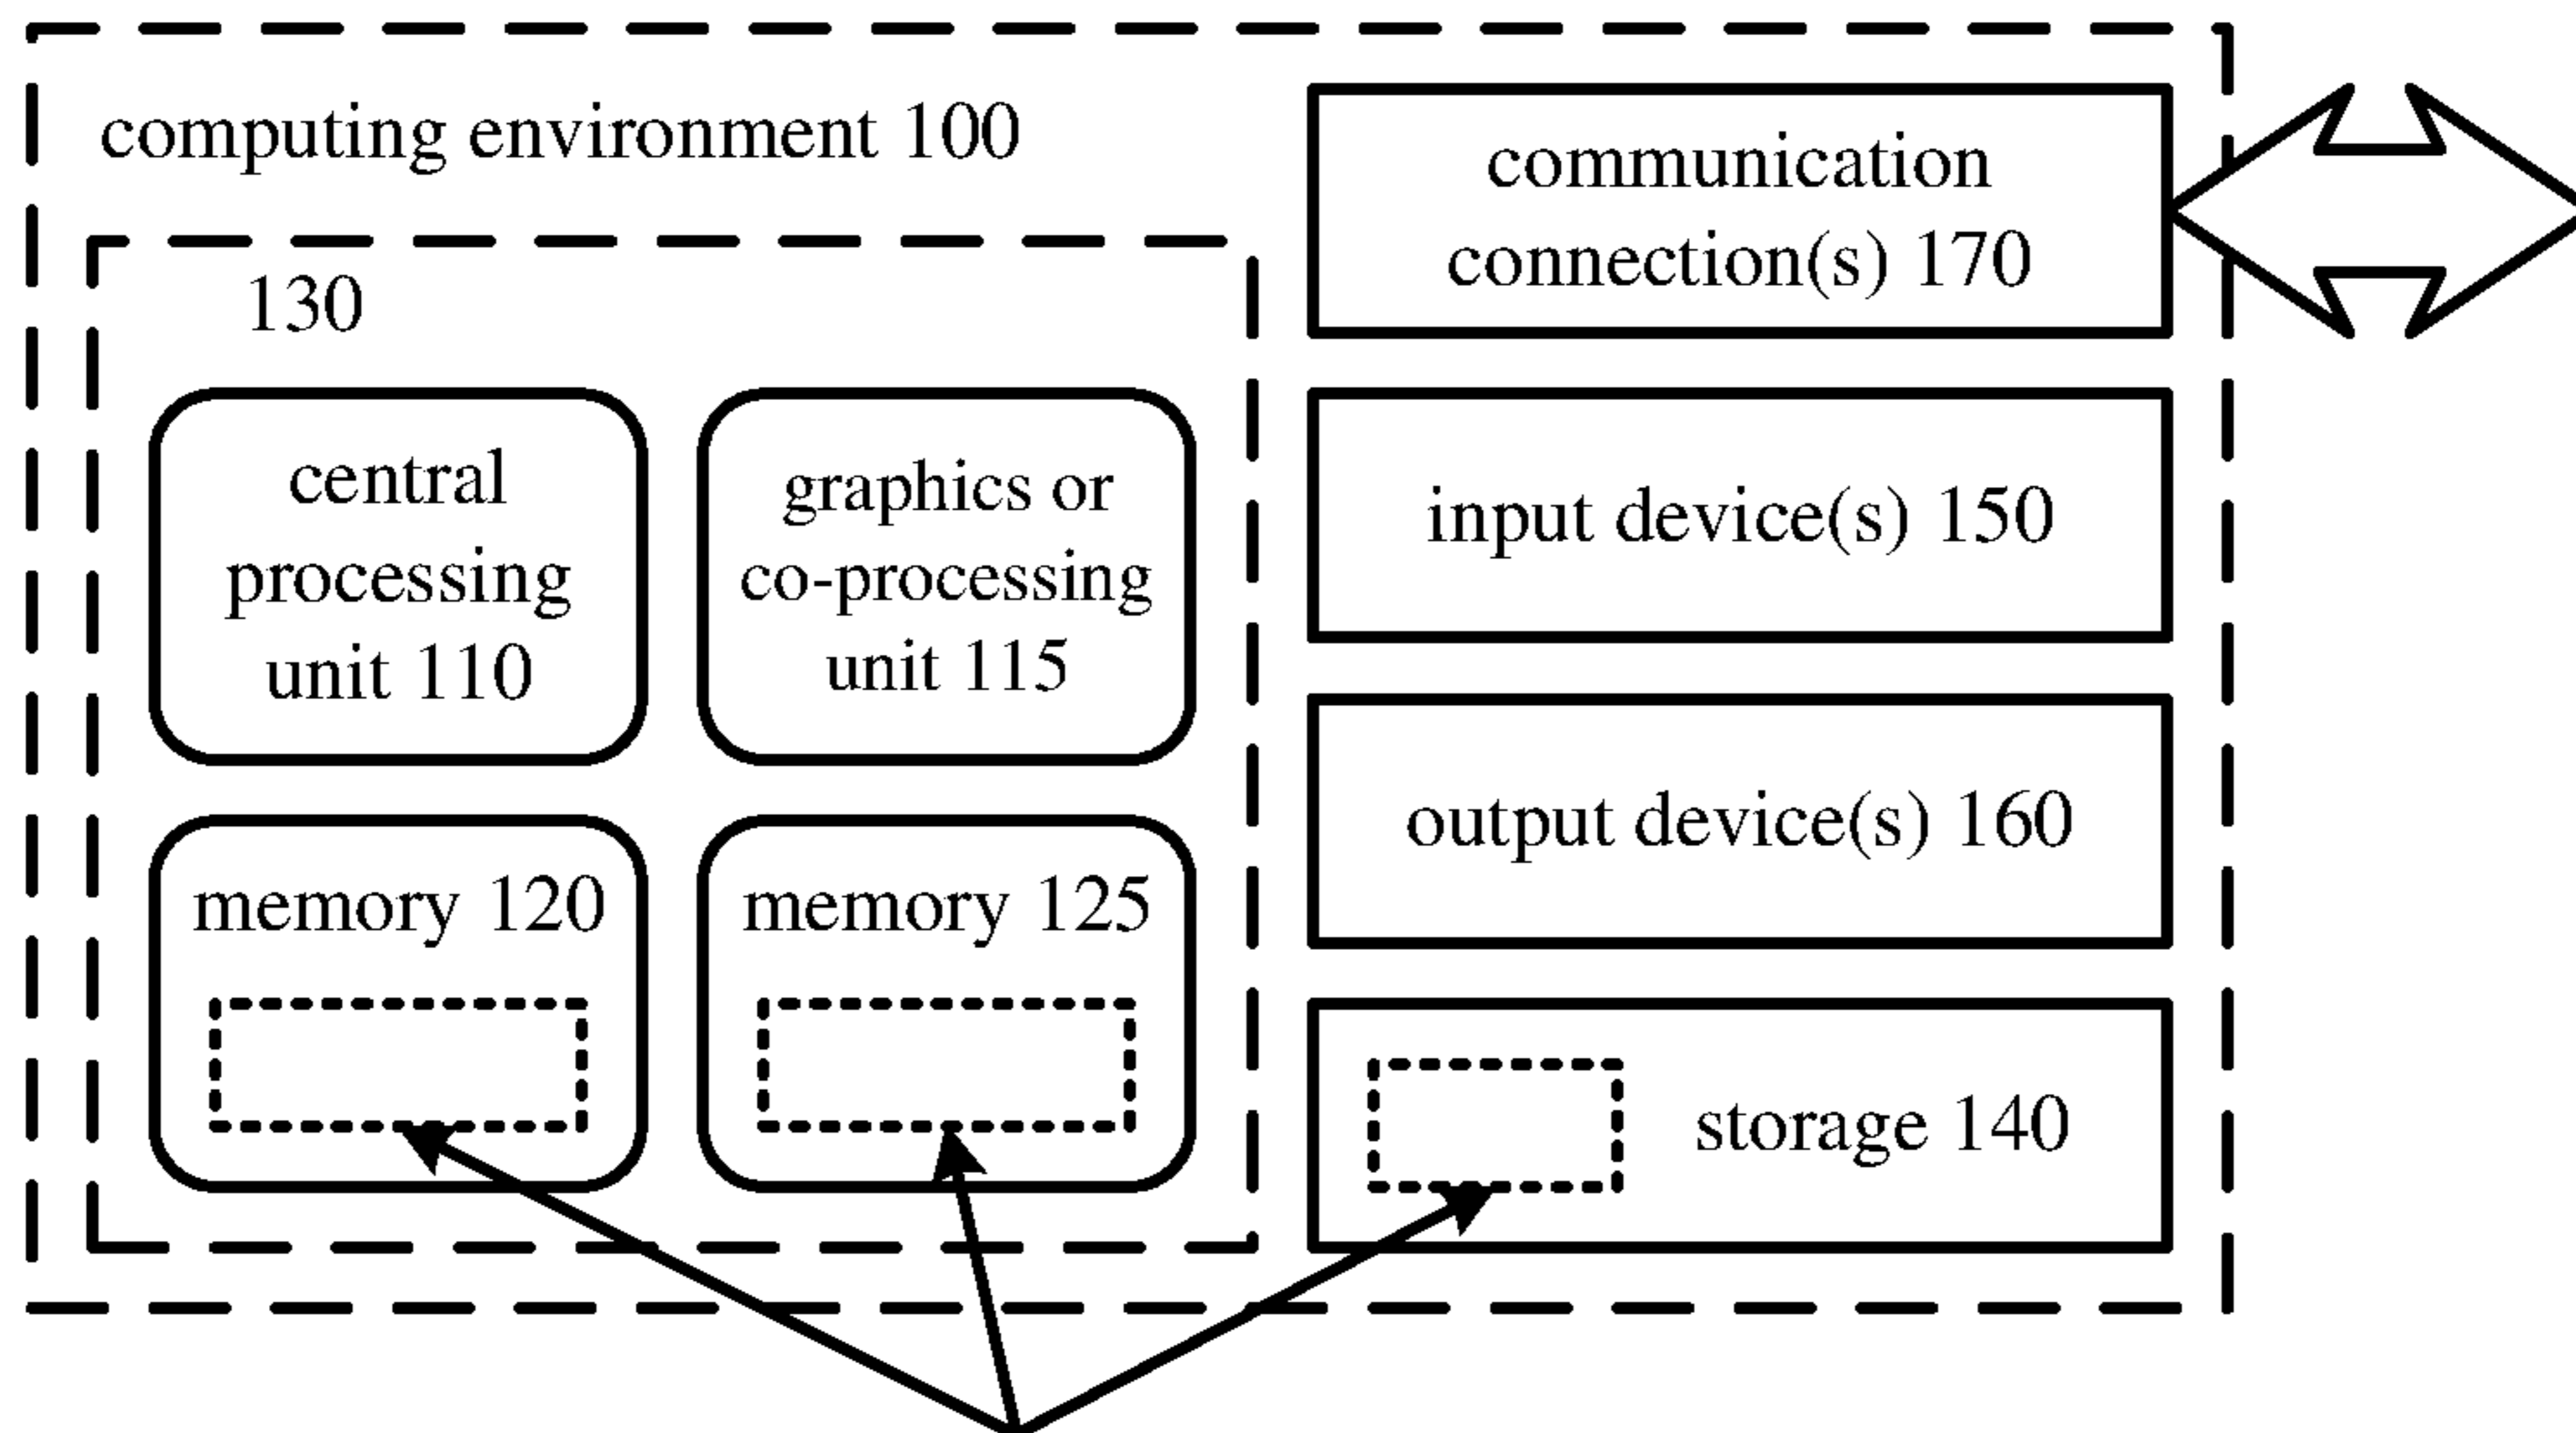 computing environment 100
130
central
processing
unit 110
graphics or
co-processing
unit 115
memory 120
memory 125
communication
connection(s) 170
input device(s) 150
output device(s) 160
storage 140